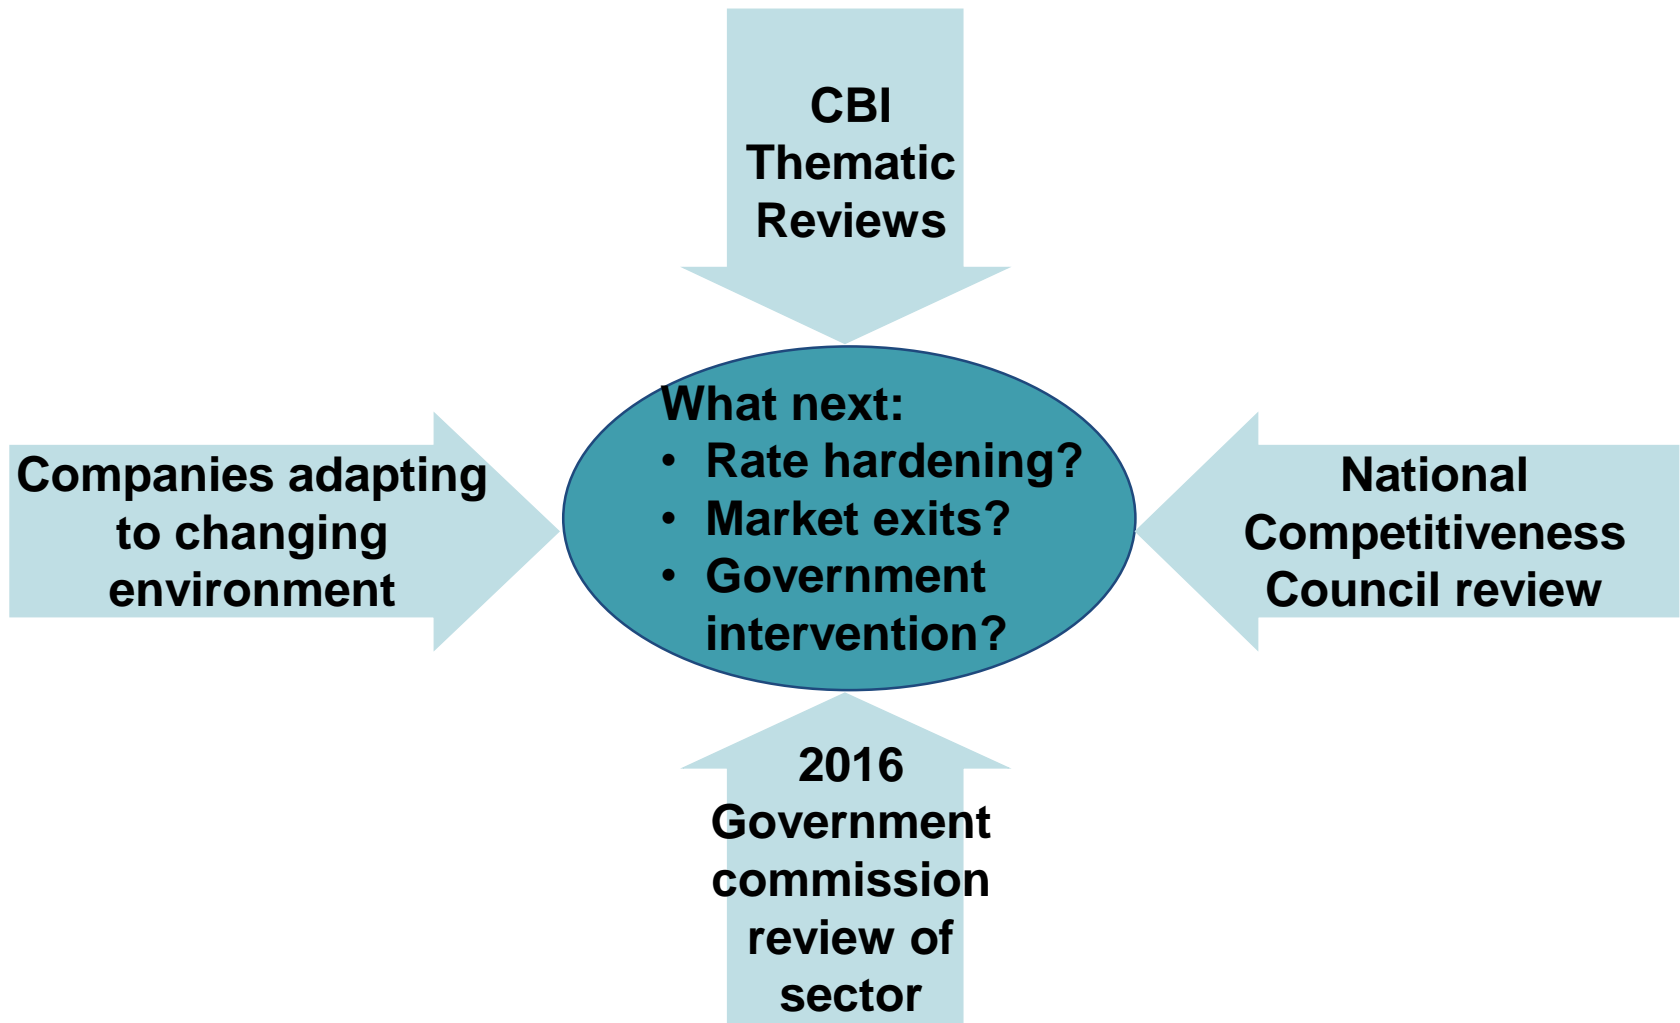 CBI
Thematic
Reviews
What next:
• Rate hardening?
• Market exits?
• Government
intervention?
Companies adapting
to changing
environment
National
Competitiveness
Council review
2016
Government
commission
review of
sector